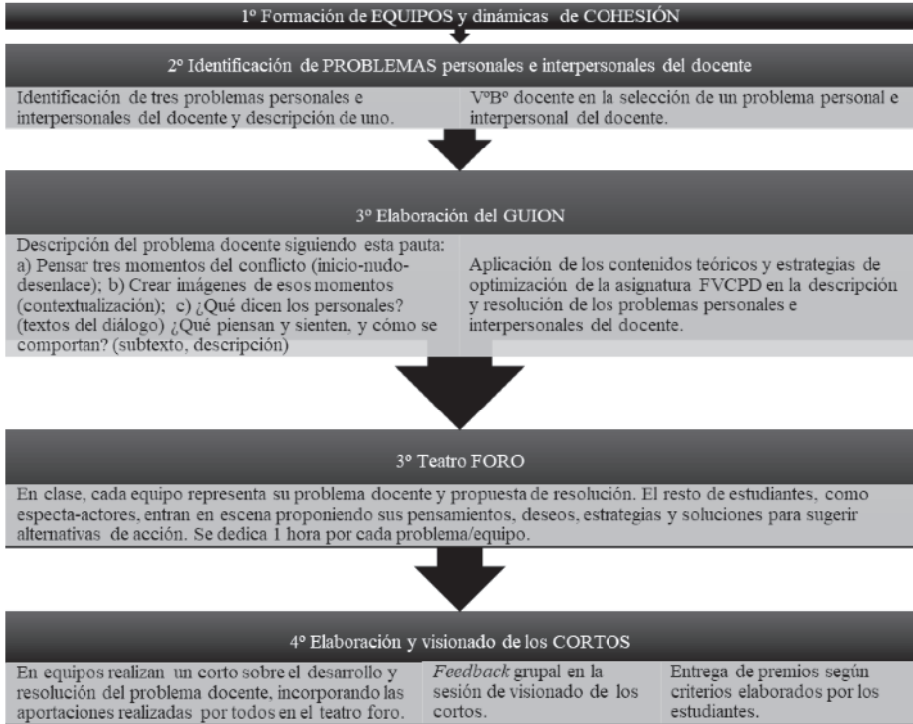 1º Formación de EQUIPOS y dinámicas de COHESIÓN
2º Identificación de PROBLEMAS personales e interpersonales del docente
Identificación de tres problemas personales e
interpersonales del docente y descripción de uno.
VºBº docente en la selección de un problema personal e
interpersonal del docente.
3º Elaboración del GUION
Descripción del problema docente siguiendo esta pauta:
a) Pensar tres momentos del conflicto (inicio-nudo-
desenlace); b) Crear imágenes de esos momentos
(contextualización); c) ¿Qué dicen los personales?
(textos del diálogo) ¿Qué piensan y sienten, y cómo se
comportan? (subtexto, descripción)
Aplicación de los contenidos teóricos y estrategias de
optimización de la asignatura FVCPD en la descripción
y resolución de los problemas personales e
interpersonales del docente.
3º Teatro FORO
En clase, cada equipo representa su problema docente y propuesta de resolución. El resto de estudiantes, como
especta-actores, entran en escena proponiendo sus pensamientos, deseos, estrategias y soluciones para sugerir
alternativas de acción. Se dedica 1 hora por cada problema/equipo.
4º Elaboración y visionado de los CORTOS
En equipos realizan un corto sobre el desarrollo y
resolución del problema docente, incorporando las
aportaciones realizadas por todos en el teatro foro.
Feedback grupal en la
sesión de visionado de los
cortos.
Entrega de premios según
criterios elaborados por los
estudiantes.